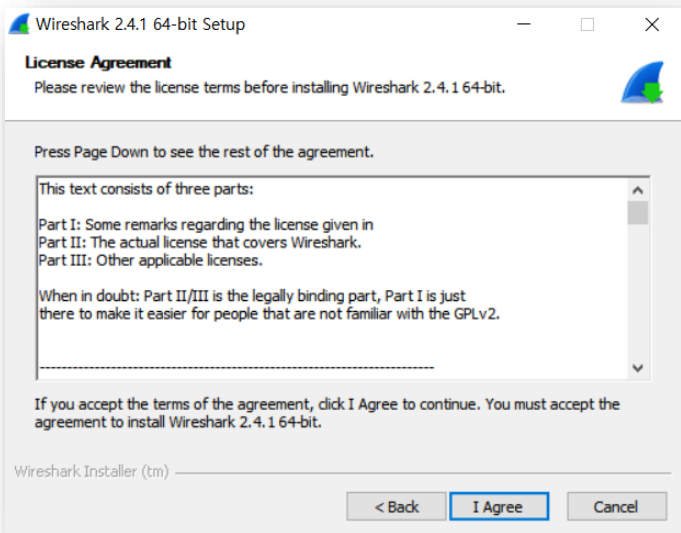 Wireshark 2.4.1 64-bit Setup
License Agreement
Please review the license terms before installing Wireshark 2.4.1 64-bit.
Press Page Down to see the rest of the agreement.
This text consists of three parts:
Part I: Some remarks regarding the license given in
Part II: The actual license that covers Wireshark.
Part III: Other applicable licenses.
When in doubt: Part II/III is the legally binding part, Part I is just
there to make it easier for people that are not familiar with the GPLv2.
-------------------------------------------------------------------------
If you accept the terms of the agreement, click I Agree to continue. You must accept the
agreement to install Wireshark 2.4.1 64-bit.
Wireshark Installer (tm)
< Back I Agree Cancel